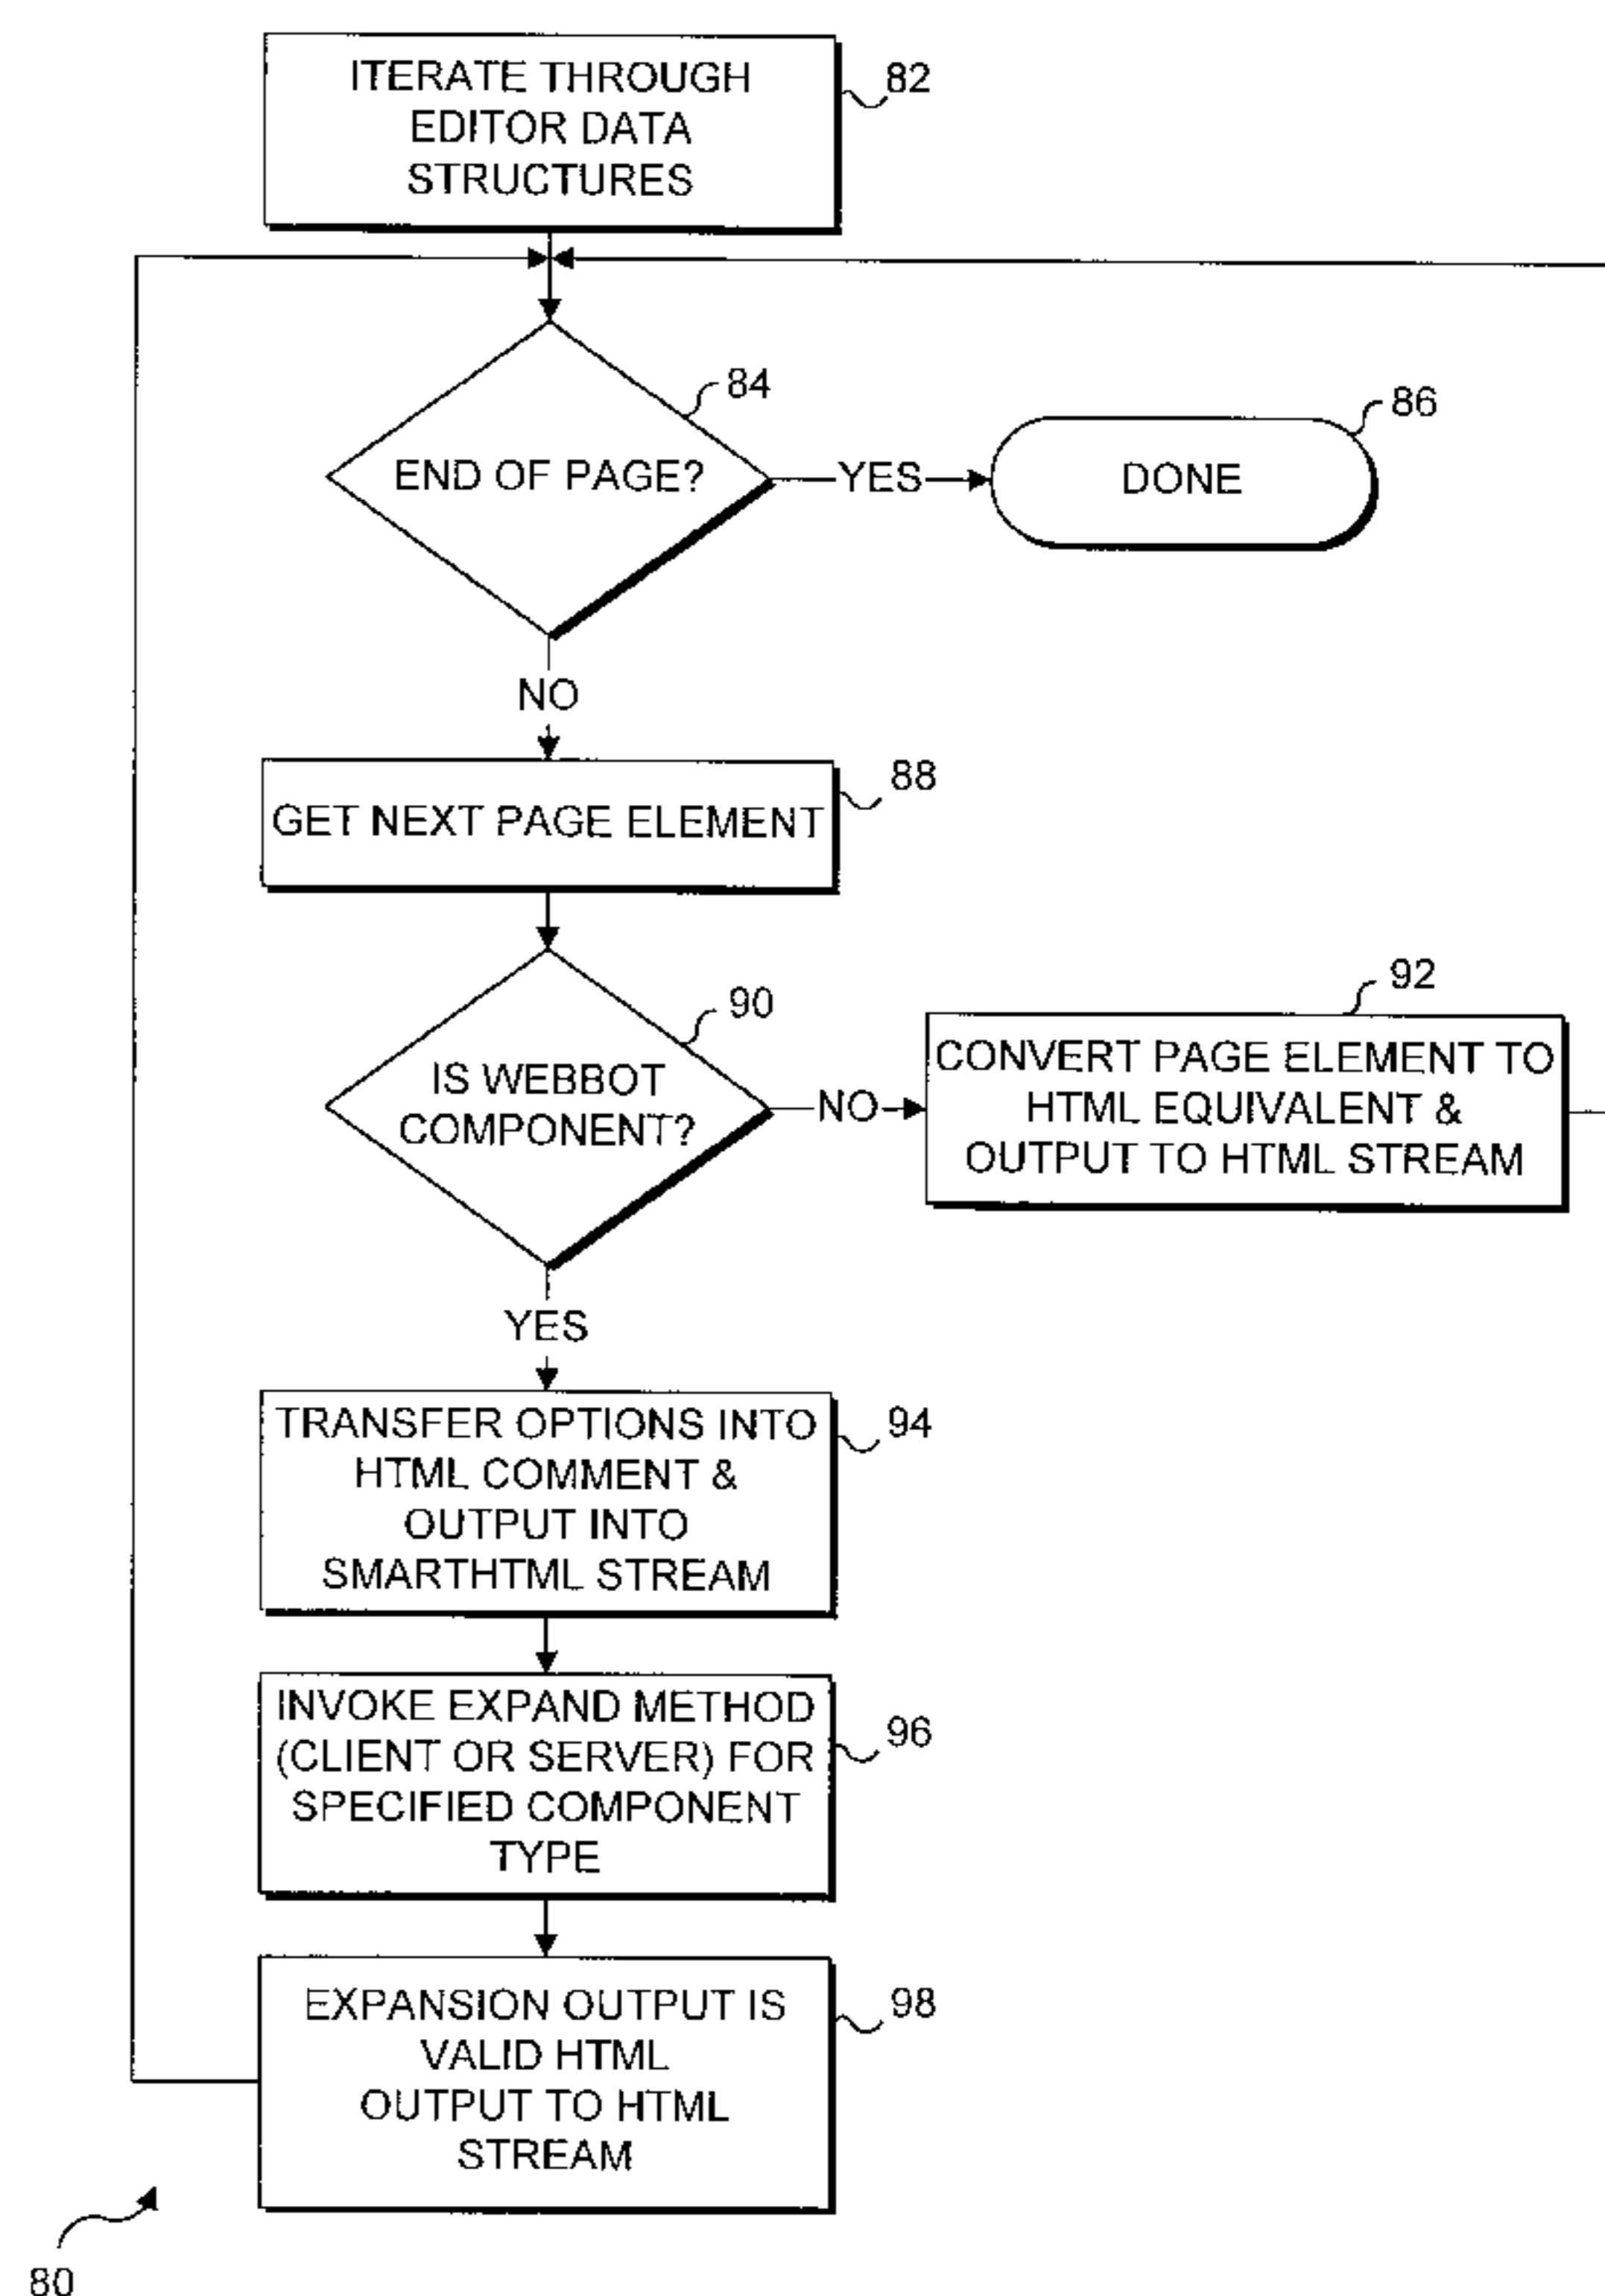 ITERATE THROUGH
EDITOR DATA
STRUCTURES
82
84
END OF PAGE?
YES
86
DONE
NO
88
GET NEXT PAGE ELEMENT
90
IS WEBBOT
COMPONENT?
NO
92
CONVERT PAGE ELEMENT TO
HTML EQUIVALENT &
OUTPUT TO HTML STREAM
YES
TRANSFER OPTIONS INTO
HTML COMMENT &
OUTPUT INTO
SMARTHTML STREAM
94
INVOKE EXPAND METHOD
(CLIENT OR SERVER) FOR
SPECIFIED COMPONENT
TYPE
96
EXPANSION OUTPUT IS
VALID HTML
OUTPUT TO HTML
STREAM
98
80